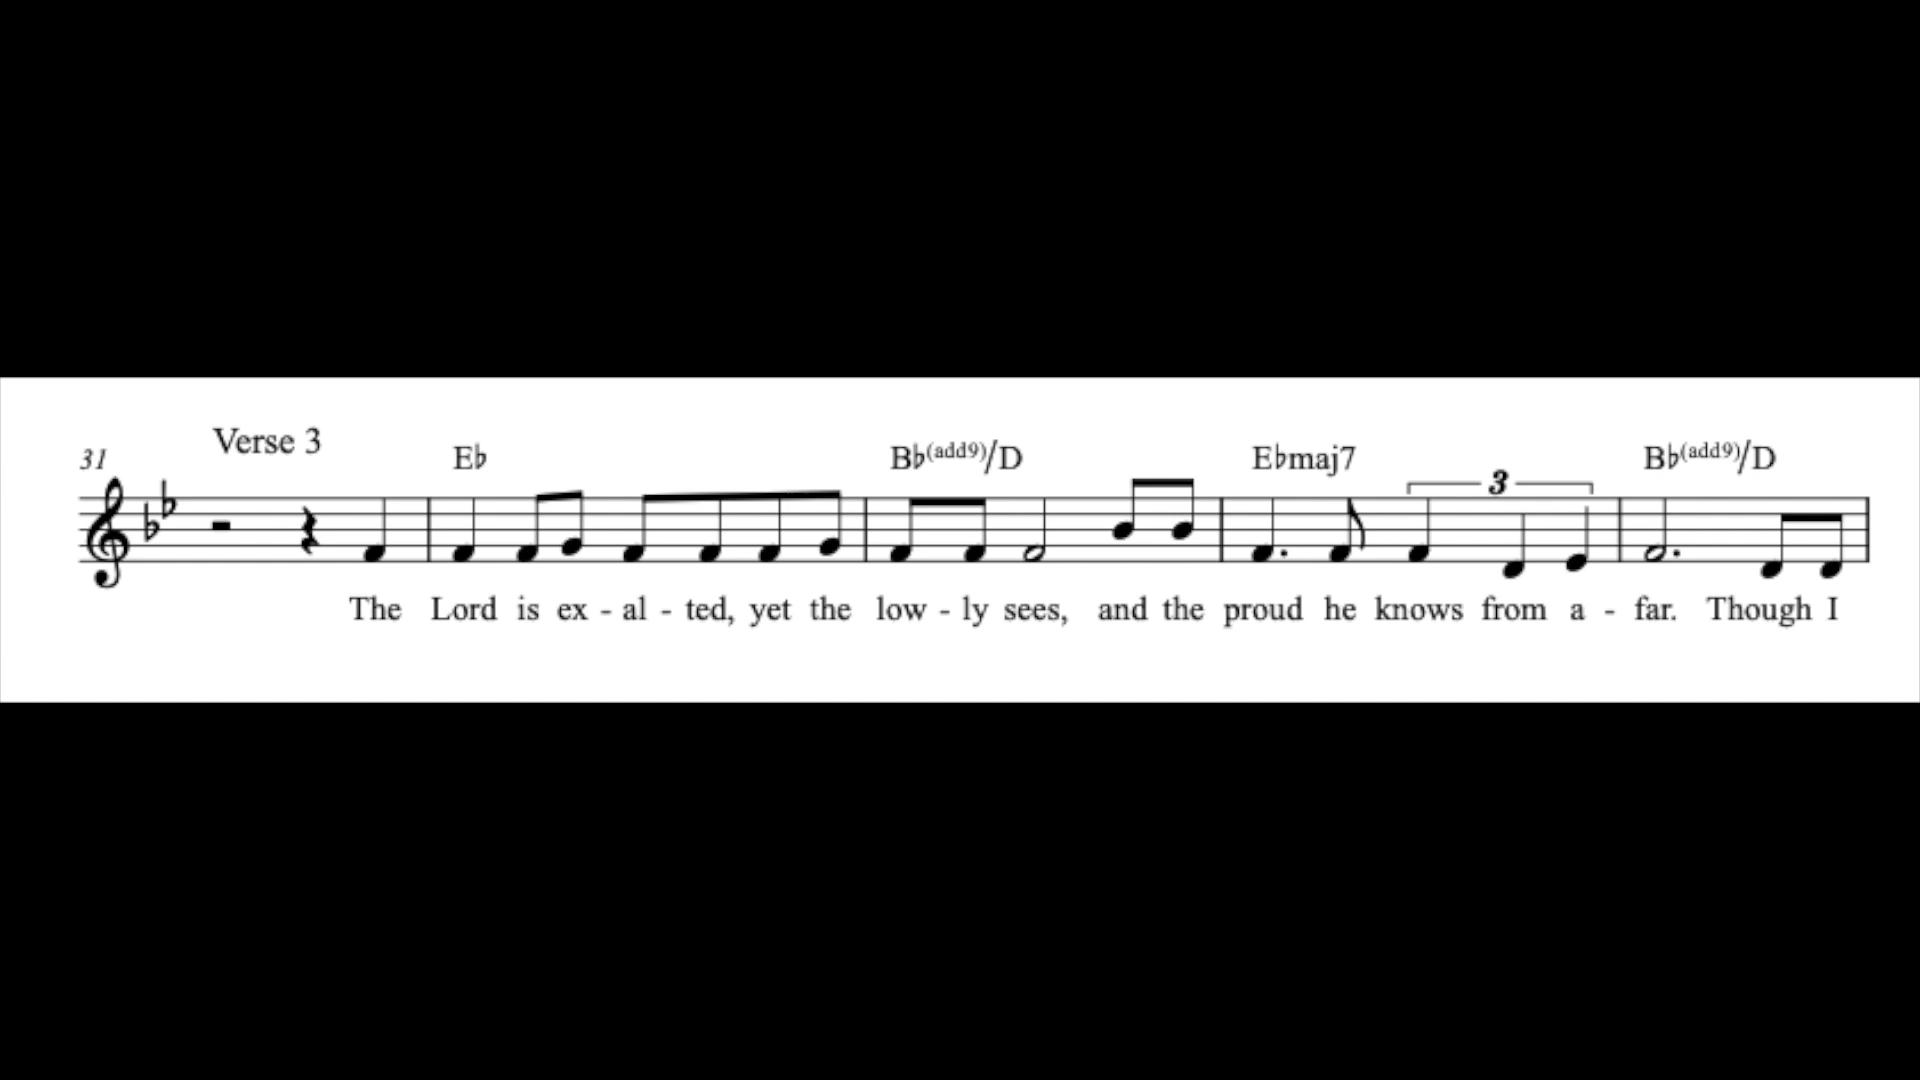 Verse 3
31 E♭ B♭(add9)/D E♭maj7 B♭(add9)/D
3
The Lord is ex - al - ted, yet the low - ly sees, and the proud he knows from a - far. Though I